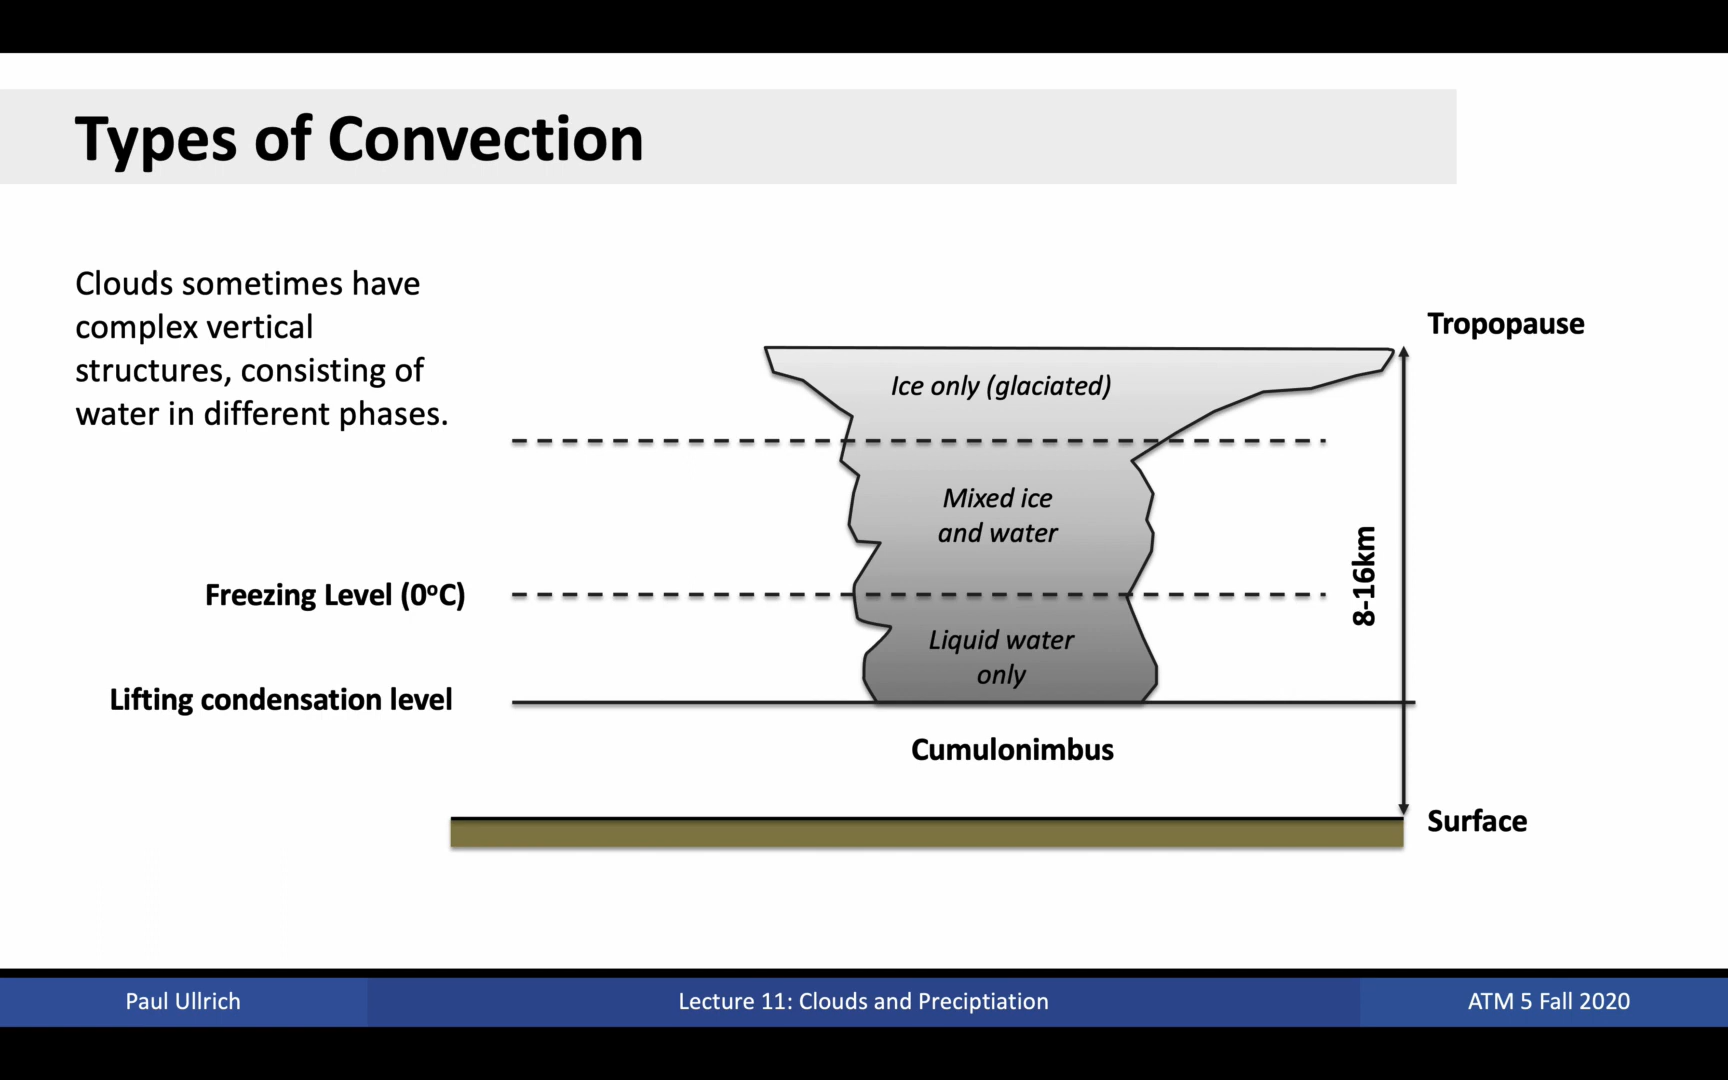 Types of Convection
Clouds sometimes have
complex vertical
structures, consisting of
water in different phases.
Tropopause
Ice only (glaciated)
Mixed ice
and water
8-16km
Freezing Level (0°C)
Liquid water
only
Lifting condensation level
Cumulonimbus
Surface
Paul Ullrich
Lecture 11: Clouds and Preciptiation
ATM 5 Fall 2020